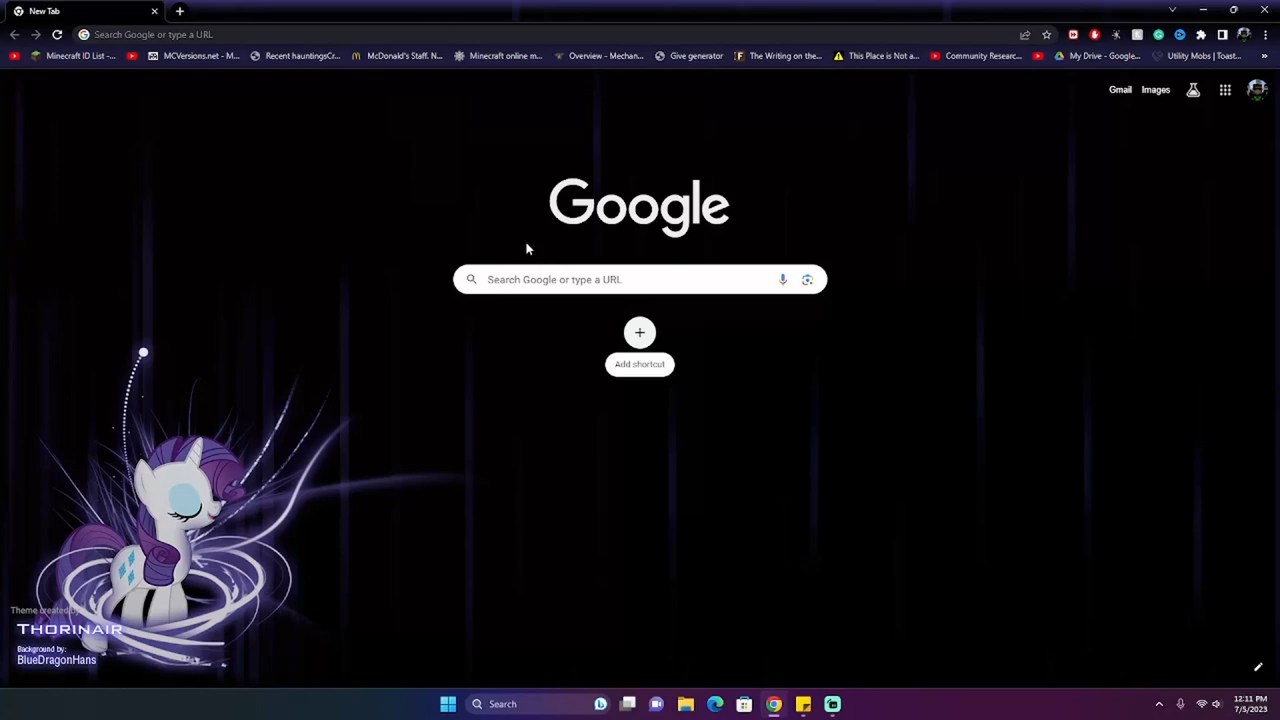 New Tab
Search Google or type a URL
Minecraft ID List -...
MCVersions.net - M...
Recent hauntingsCr...
McDonald's Staff. N...
Minecraft online m...
Overview - Mechan...
Give generator
The Writing on the...
This Place is Not a...
Community Researc...
My Drive - Google...
Utility Mobs | Toast...
Gmail
Images
Google
Search Google or type a URL
Add shortcut
Theme created by
THORINAIR
Background by:
BlueDragonHans
Search
12:11 PM
7/5/2023